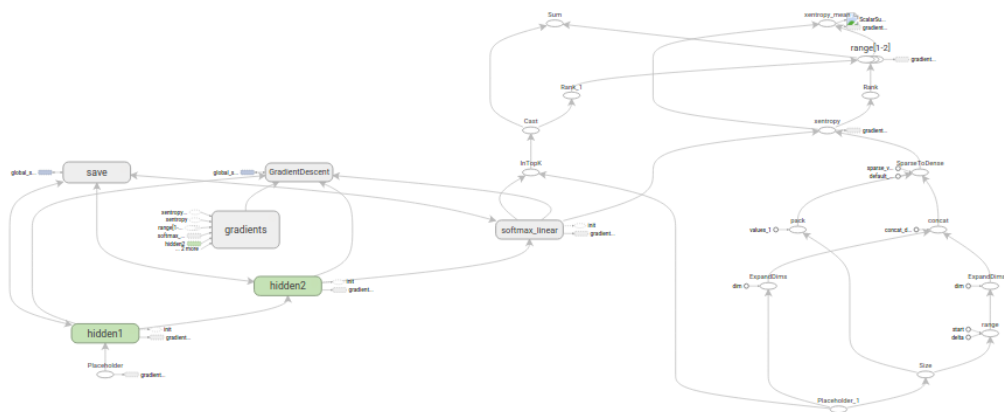 Sum
xentropy_mean
ScalarSu...
gradient...
range[1-2]
gradient...
Rank_1
Rank
Cast
xentropy
gradient...
InTopK
SparseToDense
sparse_v...
default_...
global_s...
save
global_s...
GradientDescent
xentropy...
xentropy
range[1-...
softmax_...
hidden2
... 2 more
gradients
softmax_linear
init
gradient...
values_1
pack
concat_d...
concat
hidden2
init
gradient...
ExpandDims
dim
ExpandDims
dim
hidden1
init
gradient...
start
delta
range
Placeholder
gradient...
Size
Placeholder_1